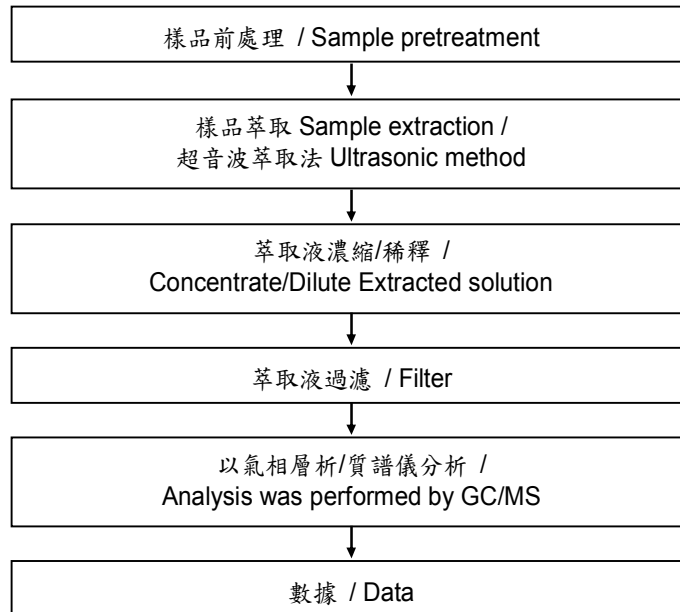 樣品前處理 / Sample pretreatment
樣品萃取 Sample extraction /
超音波萃取法 Ultrasonic method
萃取液濃縮/稀釋 /
Concentrate/Dilute Extracted solution
萃取液過濾 / Filter
以氣相層析/質譜儀分析 /
Analysis was performed by GC/MS
數據 / Data